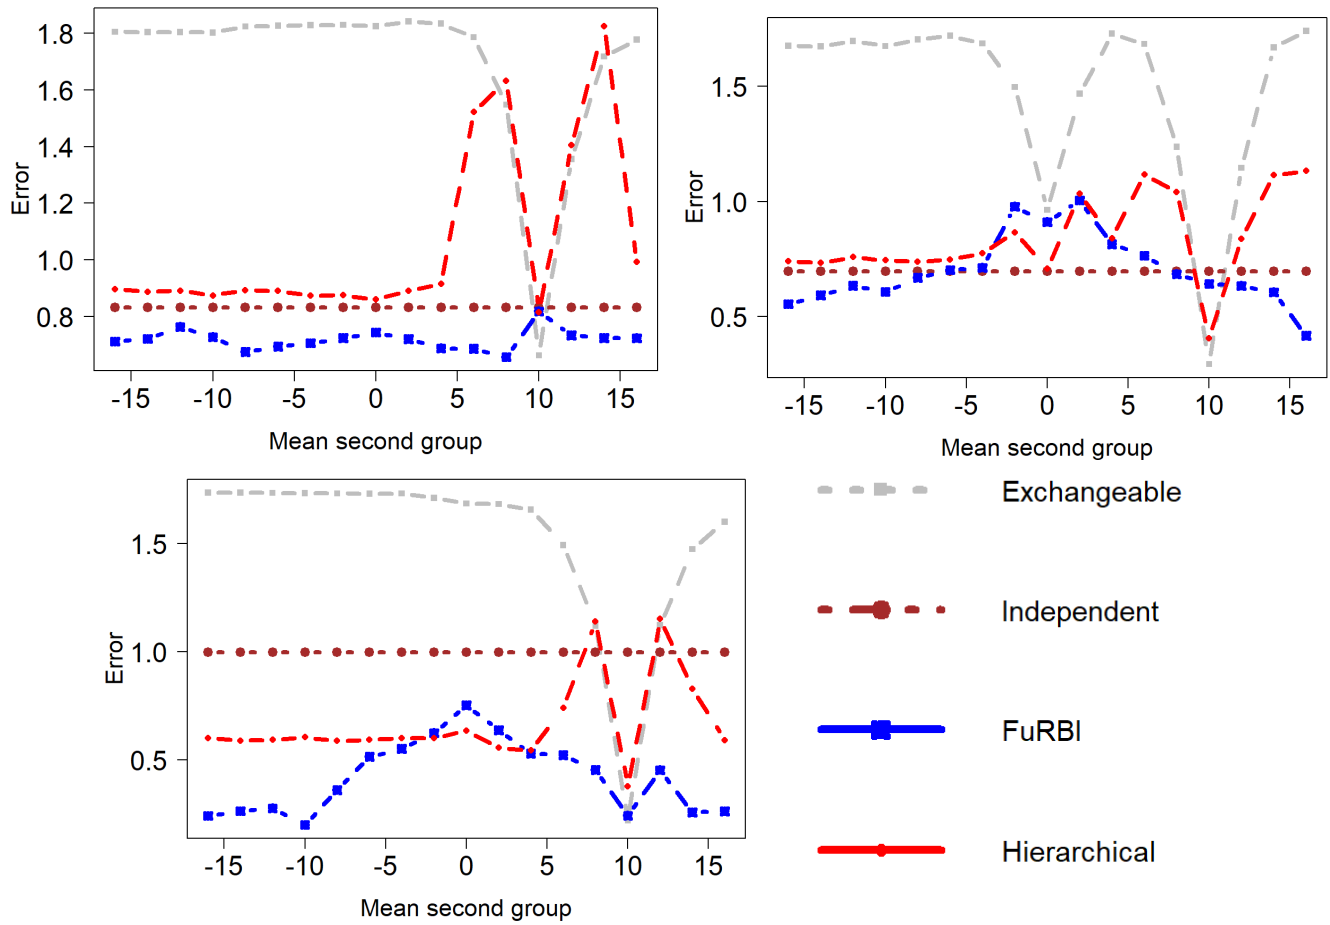 1.8
1.6
1.4
1.2
1.0
0.8
Error
-15 -10 -5 0 5 10 15
Mean second group
1.5
1.0
0.5
Error
-15 -10 -5 0 5 10 15
Mean second group
1.5
1.0
0.5
Error
-15 -10 -5 0 5 10 15
Mean second group
Exchangeable
Independent
FuRBI
Hierarchical